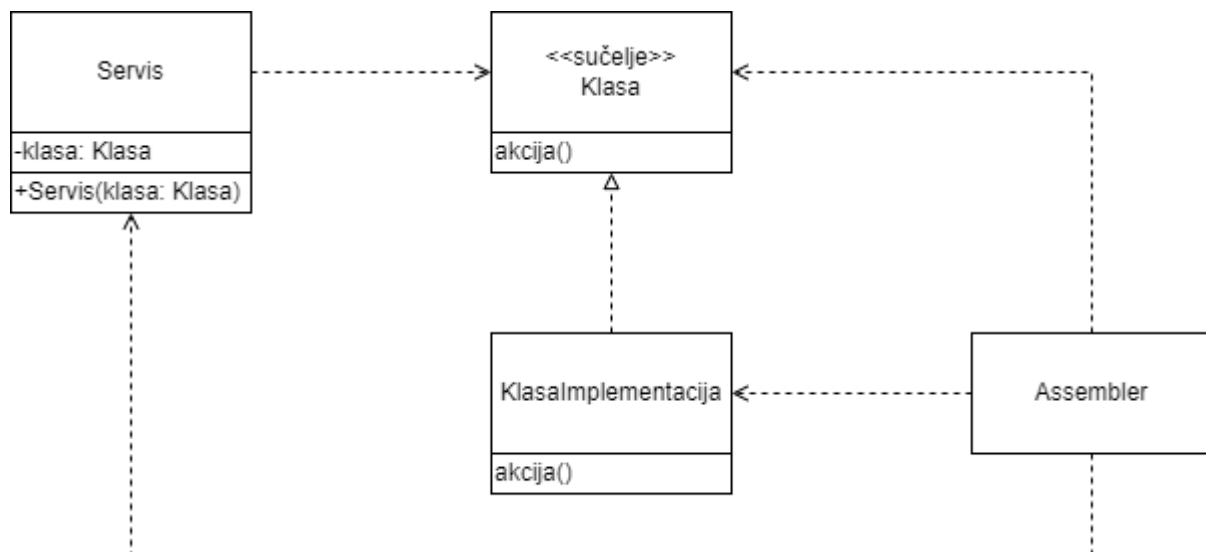 Servis
-klasa: Klasa
+Servis(klasa: Klasa)
<<sučelje>>
Klasa
akcija()
KlasaImplementacija
akcija()
Assembler